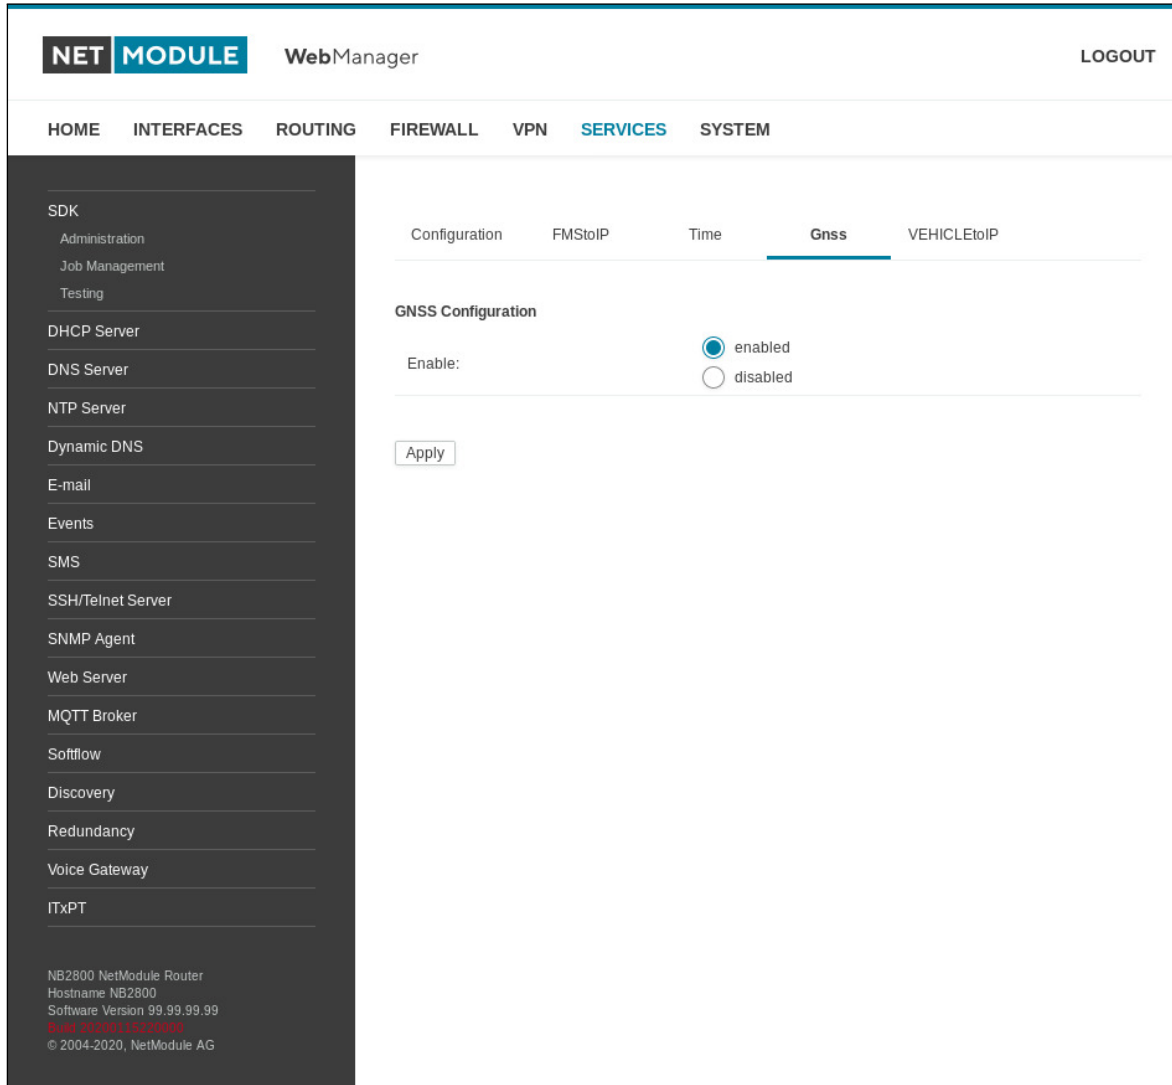 NET MODULE WebManager LOGOUT
HOME INTERFACES ROUTING FIREWALL VPN SERVICES SYSTEM
SDK
Administration
Job Management
Testing
DHCP Server
DNS Server
NTP Server
Dynamic DNS
E-mail
Events
SMS
SSH/Telnet Server
SNMP Agent
Web Server
MQTT Broker
Softflow
Discovery
Redundancy
Voice Gateway
ITxPT
NB2800 NetModule Router
Hostname NB2800
Software Version 99.99.99.99
Build
© 2004-2020, NetModule AG
Configuration FMStoIP Time Gnss VEHICLEtoIP
GNSS Configuration
Enable:
enabled
disabled
Apply